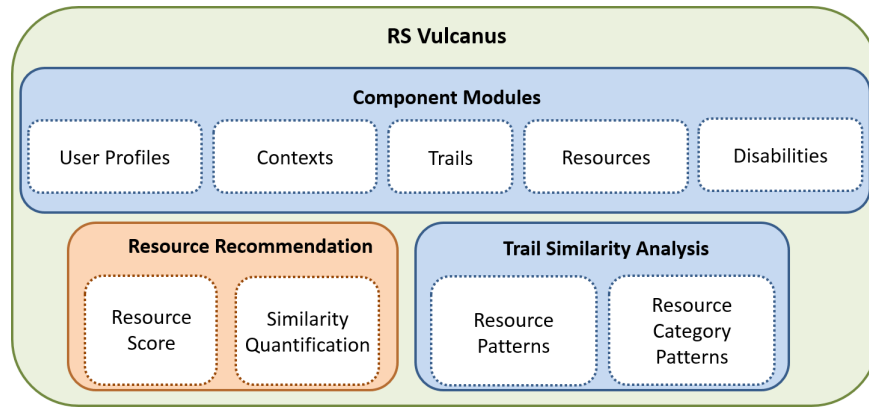 RS Vulcanus
Component Modules
User Profiles
Contexts
Trails
Resources
Disabilities
Resource Recommendation
Resource
Score
Similarity
Quantification
Trail Similarity Analysis
Resource
Patterns
Resource
Category
Patterns